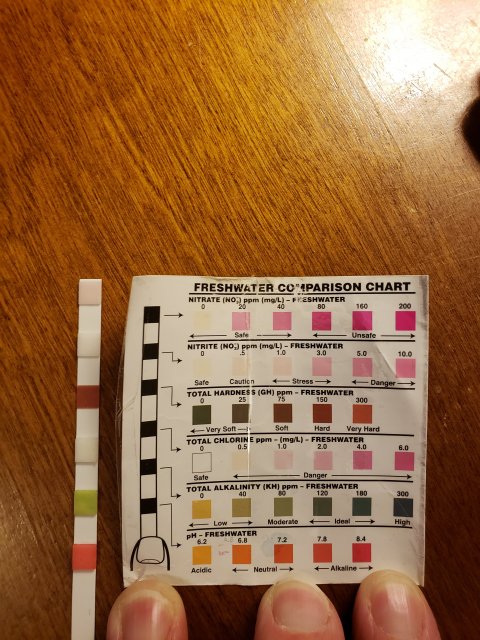 FRESHWATER COMPARISON CHART
NITRATE (NO3) ppm (mg/L) – FRESHWATER
0 20 40 80 160 200
Safe Unsafe
NITRITE (NO2) ppm (mg/L) – FRESHWATER
0 .5 1.0 3.0 5.0 10.0
Safe Caution Stress Danger
TOTAL HARDNESS (GH) ppm – FRESHWATER
0 25 75 150 300
Very Soft Soft Hard Very Hard
TOTAL CHLORINE ppm – (mg/L) – FRESHWATER
0 0.5 1.0 2.0 4.0 6.0
Safe Danger
TOTAL ALKALINITY (KH) ppm – FRESHWATER
0 40 80 120 180 300
Low Moderate Ideal High
pH – FRESHWATER
6.2 6.8 7.2 7.8 8.4
Acidic Neutral Alkaline